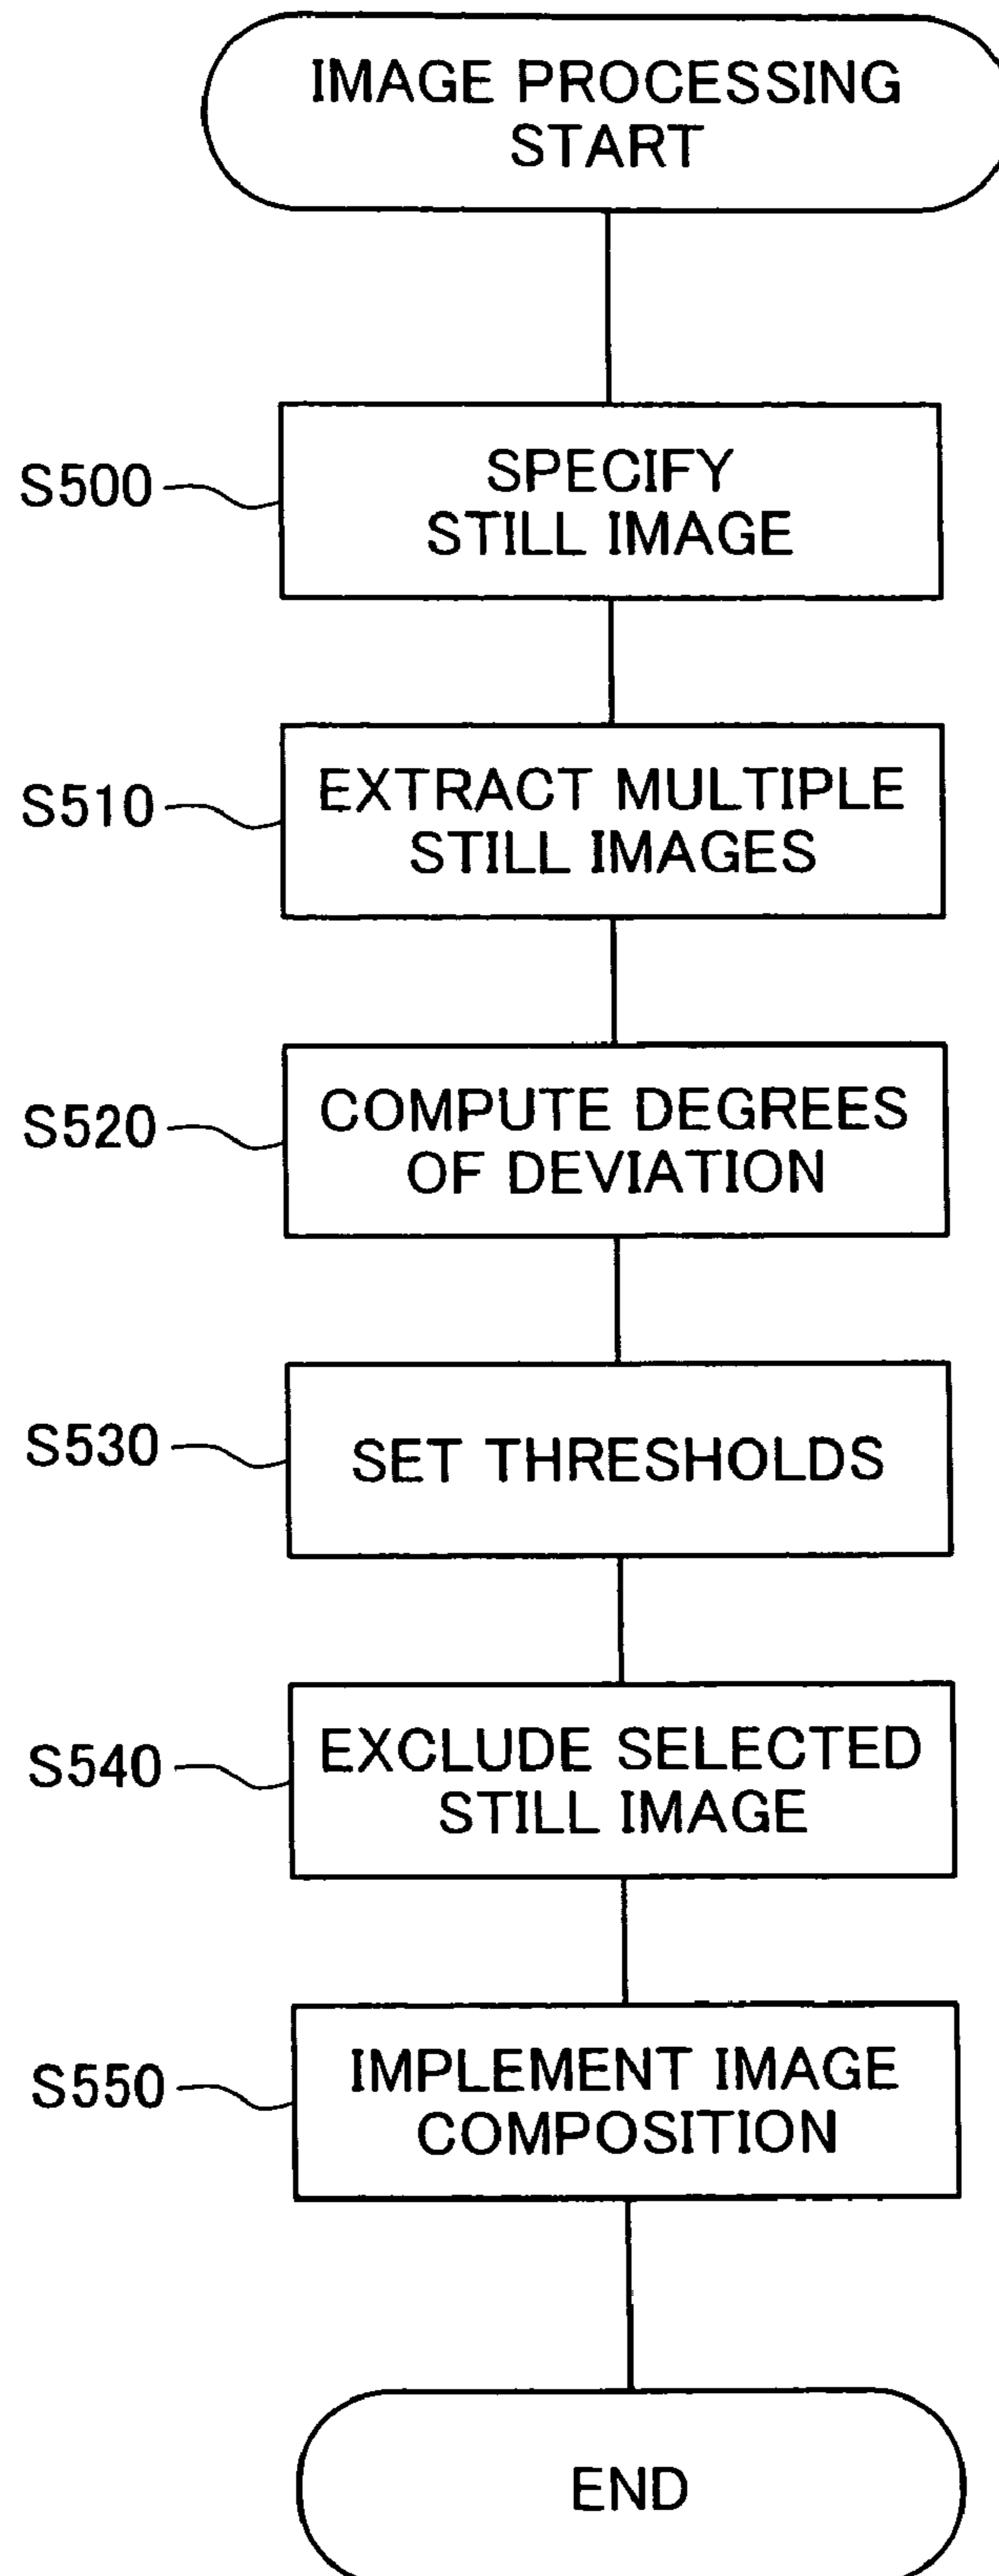 IMAGE PROCESSING
START
S500
SPECIFY
STILL IMAGE
S510
EXTRACT MULTIPLE
STILL IMAGES
S520
COMPUTE DEGREES
OF DEVIATION
S530
SET THRESHOLDS
S540
EXCLUDE SELECTED
STILL IMAGE
S550
IMPLEMENT IMAGE
COMPOSITION
END